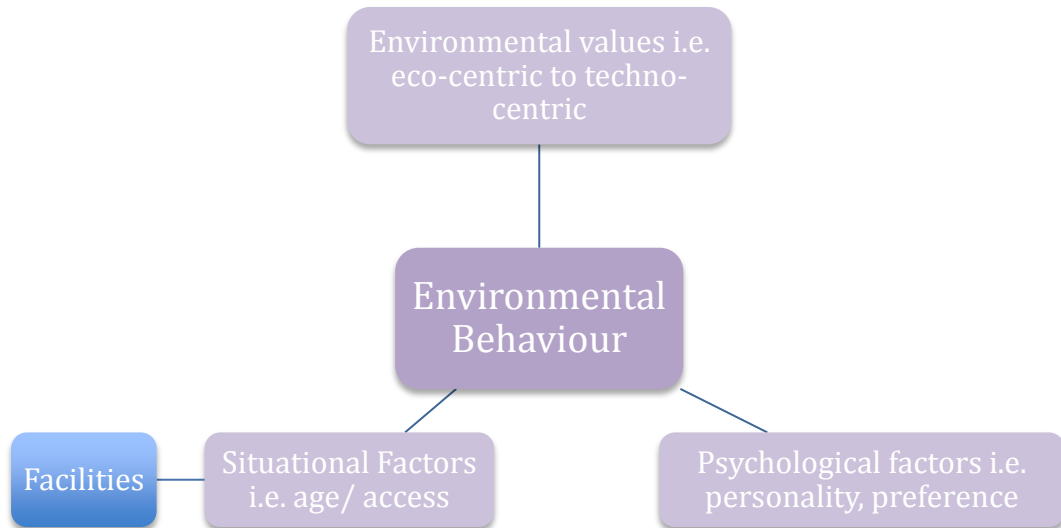 Environmental values i.e.
eco-centric to techno-
centric
Environmental
Behaviour
Facilities
Situational Factors
i.e. age/ access
Psychological factors i.e.
personality, preference